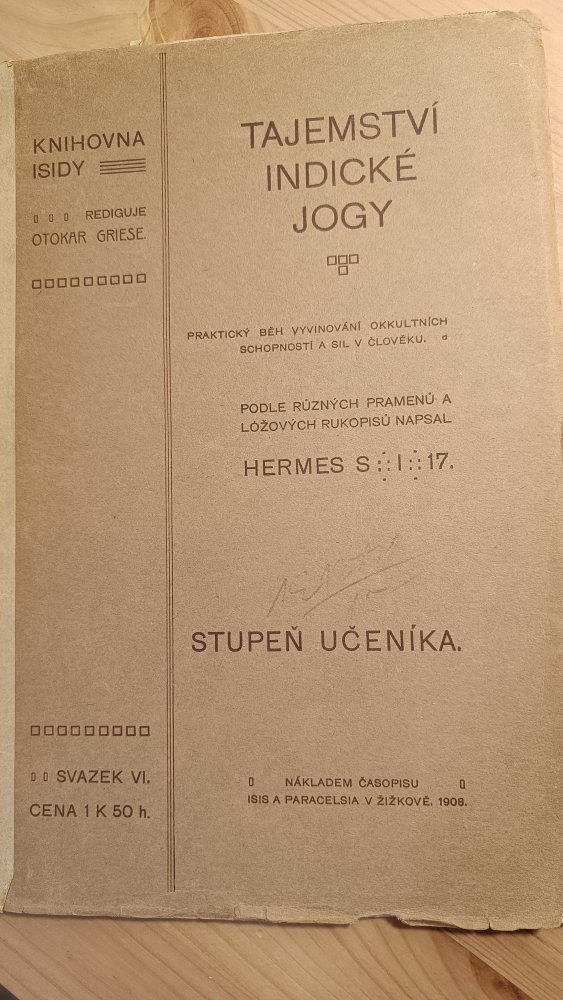 KNIHOVNA
ISIDY
REDIGUJE
OTOKAR GRIESE.
TAJEMSTVÍ
INDICKÉ
JOGY
PRAKTICKÝ BĚH VYVINOVÁNÍ OKKULTNÍCH
SCHOPNOSTÍ A SIL V ČLOVĚKU.
PODLE RŮZNÝCH PRAMENŮ A
LÓŽOVÝCH RUKOPISŮ NAPSAL
HERMES S I 17.
STUPEŇ UČENÍKA.
SVAZEK VI.
CENA 1 K 50 h.
NÁKLADEM ČASOPISU
ISIS A PARACELSIA V ŽIŽKOVĚ. 1908.